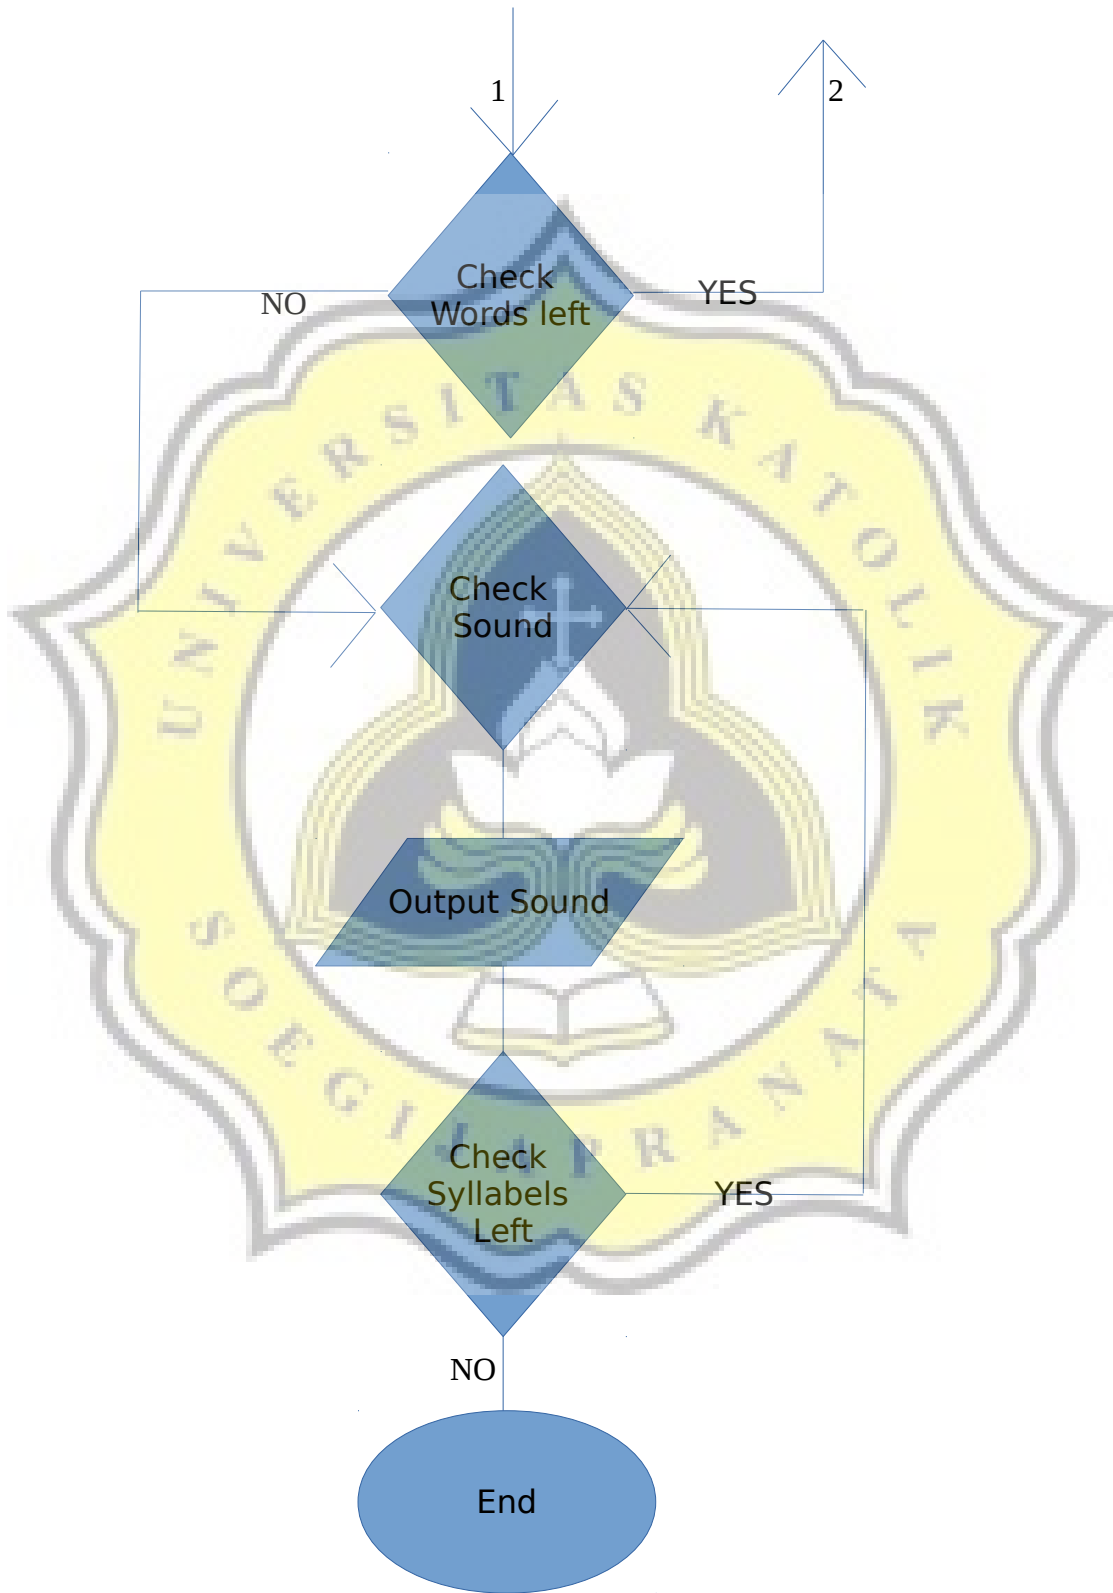 1
2
Check
Words left
NO
YES
UNIVERSITAS KATOLIK
Check
Sound
Output Sound
SOEGIJAPRANATA
Check
Syllabels
Left
YES
NO
End